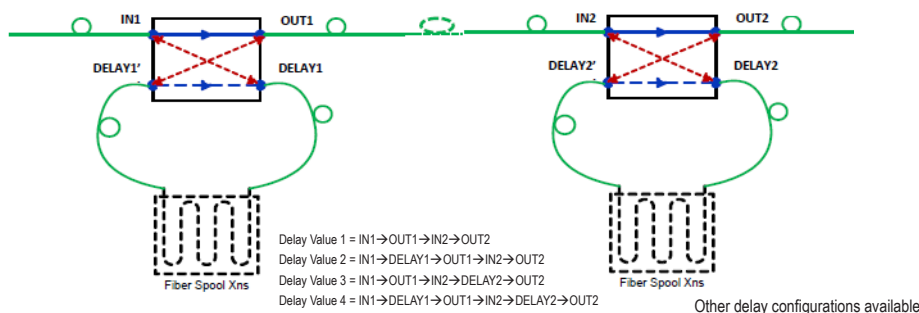 IN1
OUT1
IN2
OUT2
DELAY1'
DELAY1
DELAY2'
DELAY2
Delay Value 1 = IN1→OUT1→IN2→OUT2
Delay Value 2 = IN1→DELAY1→OUT1→IN2→OUT2
Delay Value 3 = IN1→OUT1→IN2→DELAY2→OUT2
Delay Value 4 = IN1→DELAY1→OUT1→IN2→DELAY2→OUT2
Fiber Spool Xns
Fiber Spool Xns
Other delay configurations available